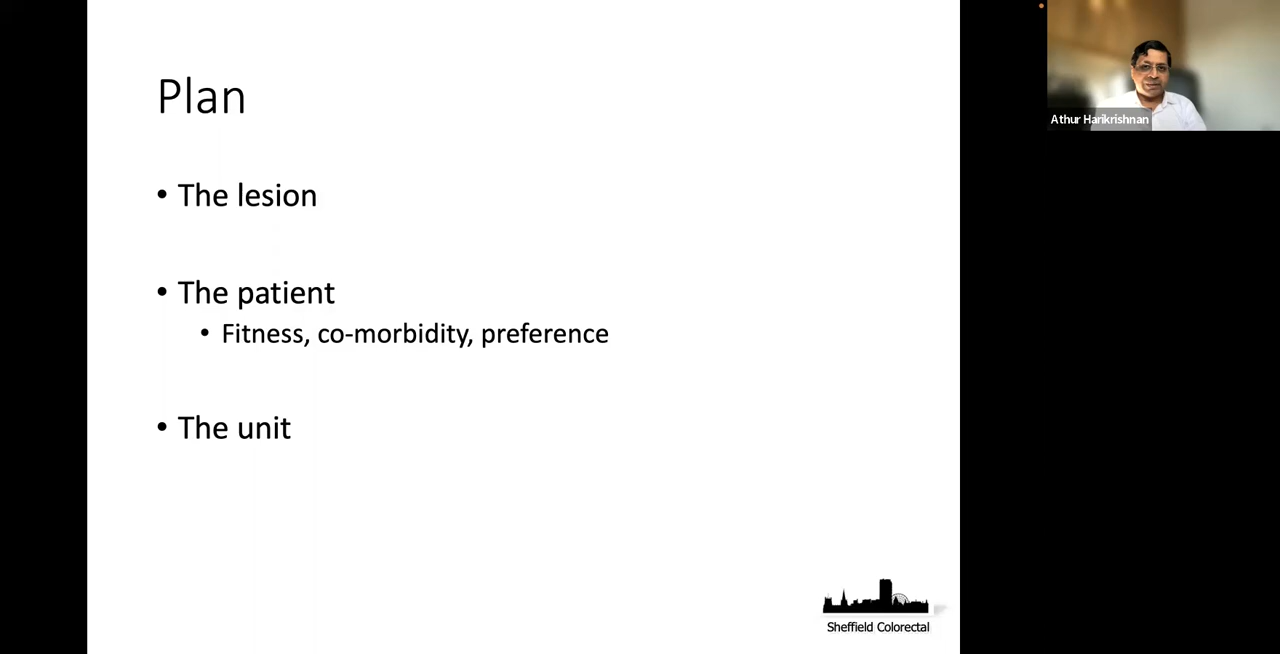 Plan
• The lesion
• The patient
• Fitness, co-morbidity, preference
• The unit
Sheffield Colorectal
Athur Harikrishnan